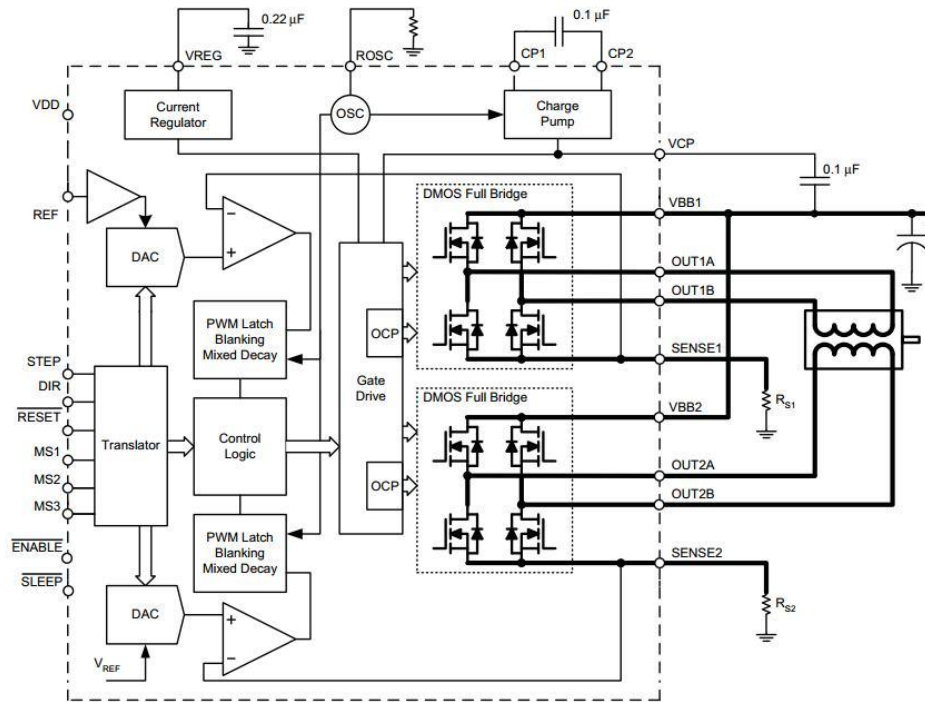 0.22 µF
0.1 µF
VREG
ROSC
CP1
CP2
VDD
Current
Regulator
OSC
Charge
Pump
VCP
0.1 µF
REF
DAC
−
+
DMOS Full Bridge
VBB1
OUT1A
OUT1B
PWM Latch
Blanking
Mixed Decay
OCP
SENSE1
STEP
DIR
RESET
MS1
MS2
MS3
Translator
Control
Logic
Gate
Drive
DMOS Full Bridge
RS1
VBB2
OUT2A
OUT2B
OCP
PWM Latch
Blanking
Mixed Decay
ENABLE
SLEEP
SENSE2
DAC
+
−
RS2
VREF